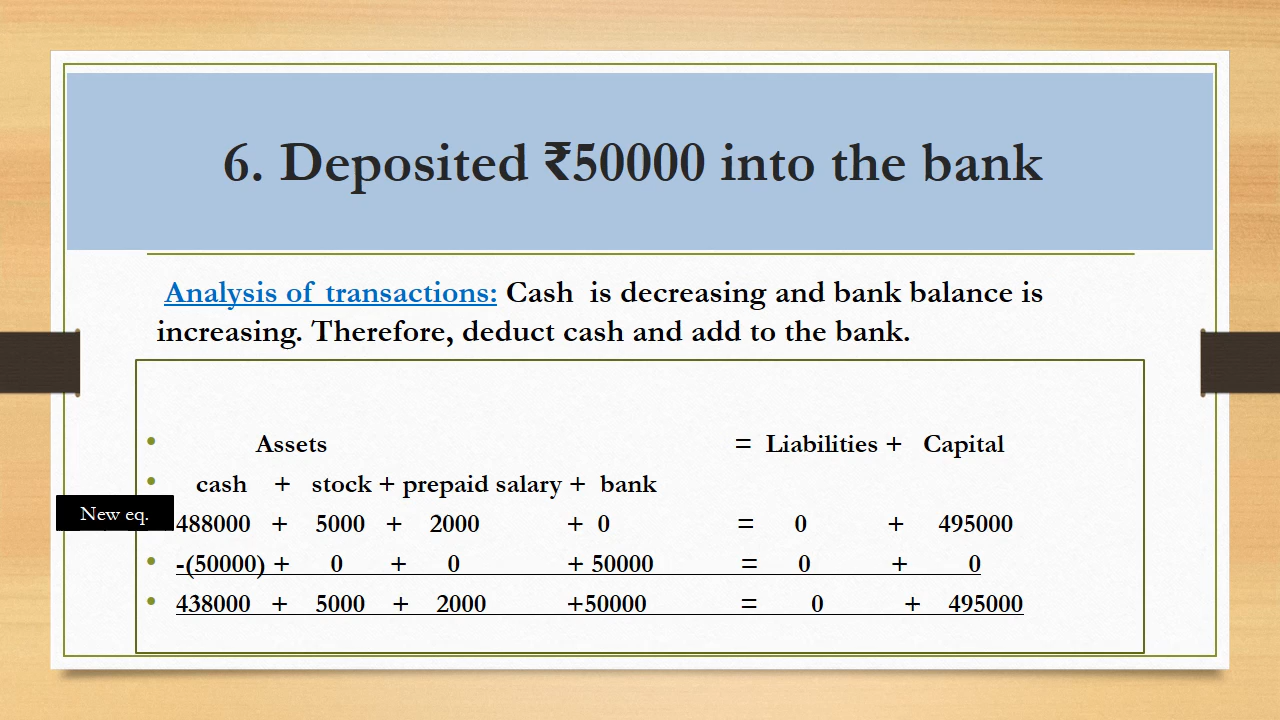 6. Deposited ₹50000 into the bank
Analysis of transactions: Cash is decreasing and bank balance is
increasing. Therefore, deduct cash and add to the bank.
• Assets = Liabilities + Capital
• cash + stock + prepaid salary + bank
New eq. 488000 + 5000 + 2000 + 0 = 0 + 495000
• -(50000) + 0 + 0 + 50000 = 0 + 0
• 438000 + 5000 + 2000 +50000 = 0 + 495000